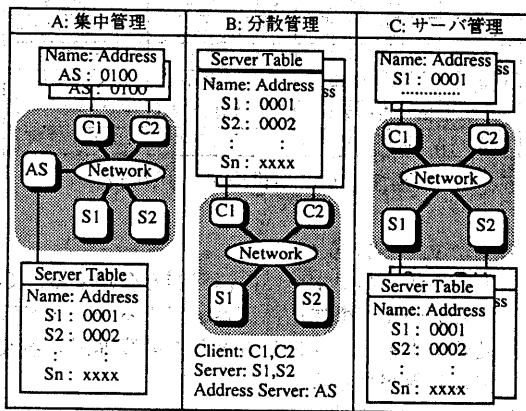 A: 集中管理
Name: Address
AS : 0100
AS : 0100
C1
C2
AS
Network
S1
S2
Server Table
Name: Address
S1 : 0001
S2 : 0002
: :
Sn : xxxx
B: 分散管理
Server Table
Name: Address
S1 : 0001
S2 : 0002
: :
Sn : xxxx
C1
C2
Network
S1
S2
Client: C1,C2
Server: S1,S2
Address Server: AS
C: サーバ管理
Name: Address
S1 : 0001
............
C1
C2
Network
S1
S2
Server Table
Name: Address
S1 : 0001
S2 : 0002
: :
Sn : xxxx